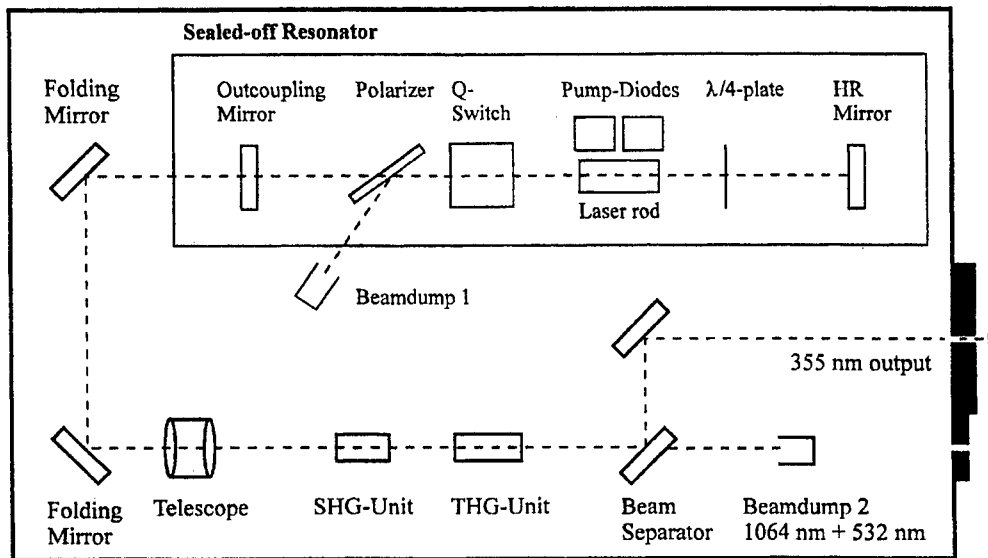 Sealed-off Resonator
Folding
Mirror
Outcoupling
Mirror
Polarizer
Q-
Switch
Pump-Diodes
λ/4-plate
HR
Mirror
Laser rod
Beamdump 1
355 nm output
Folding
Mirror
Telescope
SHG-Unit
THG-Unit
Beam
Separator
Beamdump 2
1064 nm + 532 nm